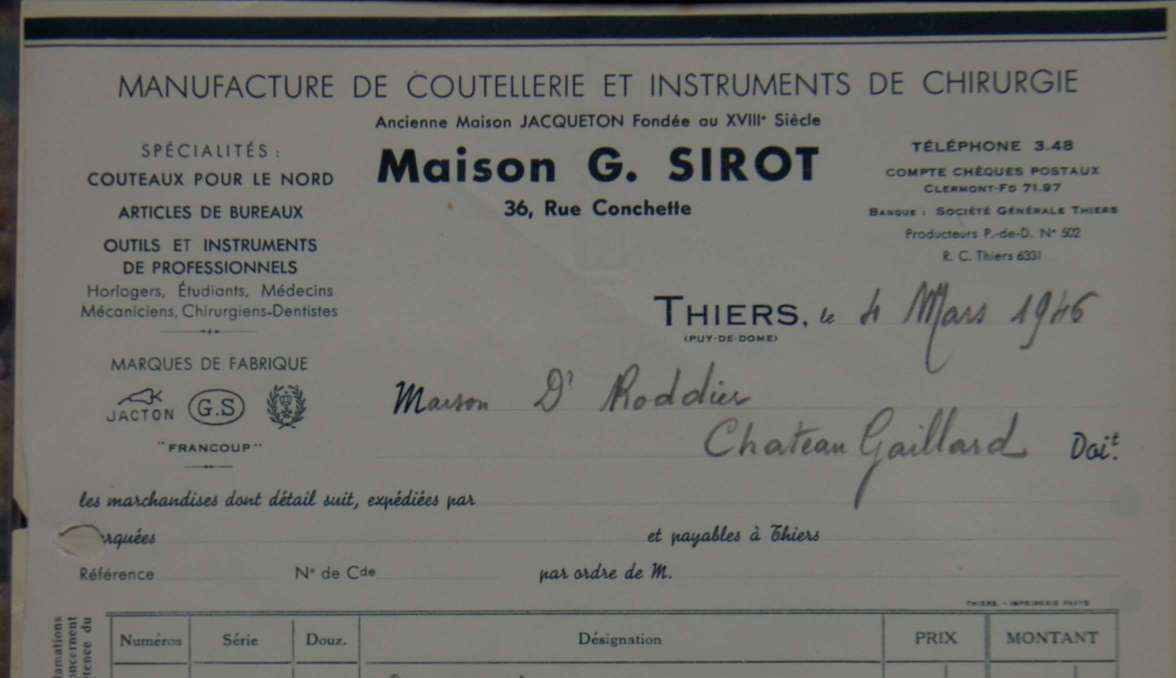 MANUFACTURE DE COUTELLERIE ET INSTRUMENTS DE CHIRURGIE
Ancienne Maison JACQUETON Fondée au XVIIIe Siècle
Maison G. SIROT
36, Rue Conchette
SPÉCIALITÉS :
COUTEAUX POUR LE NORD
ARTICLES DE BUREAUX
OUTILS ET INSTRUMENTS
DE PROFESSIONNELS
Horlogers, Étudiants, Médecins
Mécaniciens, Chirurgiens-Dentistes
MARQUES DE FABRIQUE
JACTON G.S
"FRANCOUP"
TÉLÉPHONE 3.48
COMPTE CHÈQUES POSTAUX
CLERMONT-FD 71.97
BANQUE : SOCIÉTÉ GÉNÉRALE THIERS
Producteurs P.-de-D. N° 502
R. C. Thiers 6331
THIERS, le 4 Mars 1946
(PUY-DE-DOME)
Maison Dr Roddier
Chateau Gaillard Doit.
les marchandises dont détail suit, expédiées par
rquées et payables à Thiers
Référence N° de Cde par ordre de M.
THIERS. - IMPRIMERIE
lamations
oncernent
tence du
Numéros Série Douz. Désignation PRIX MONTANT